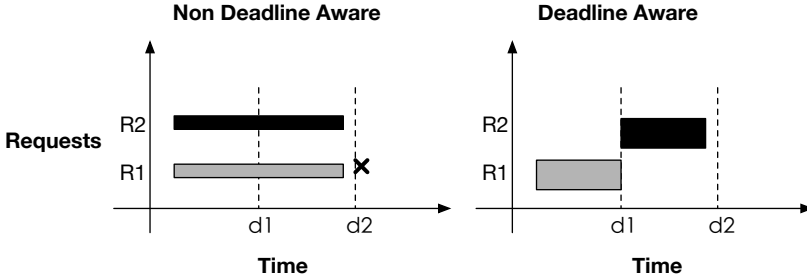 Non Deadline Aware
Deadline Aware
Requests
R2
R1
d1
d2
Time
R2
R1
d1
d2
Time